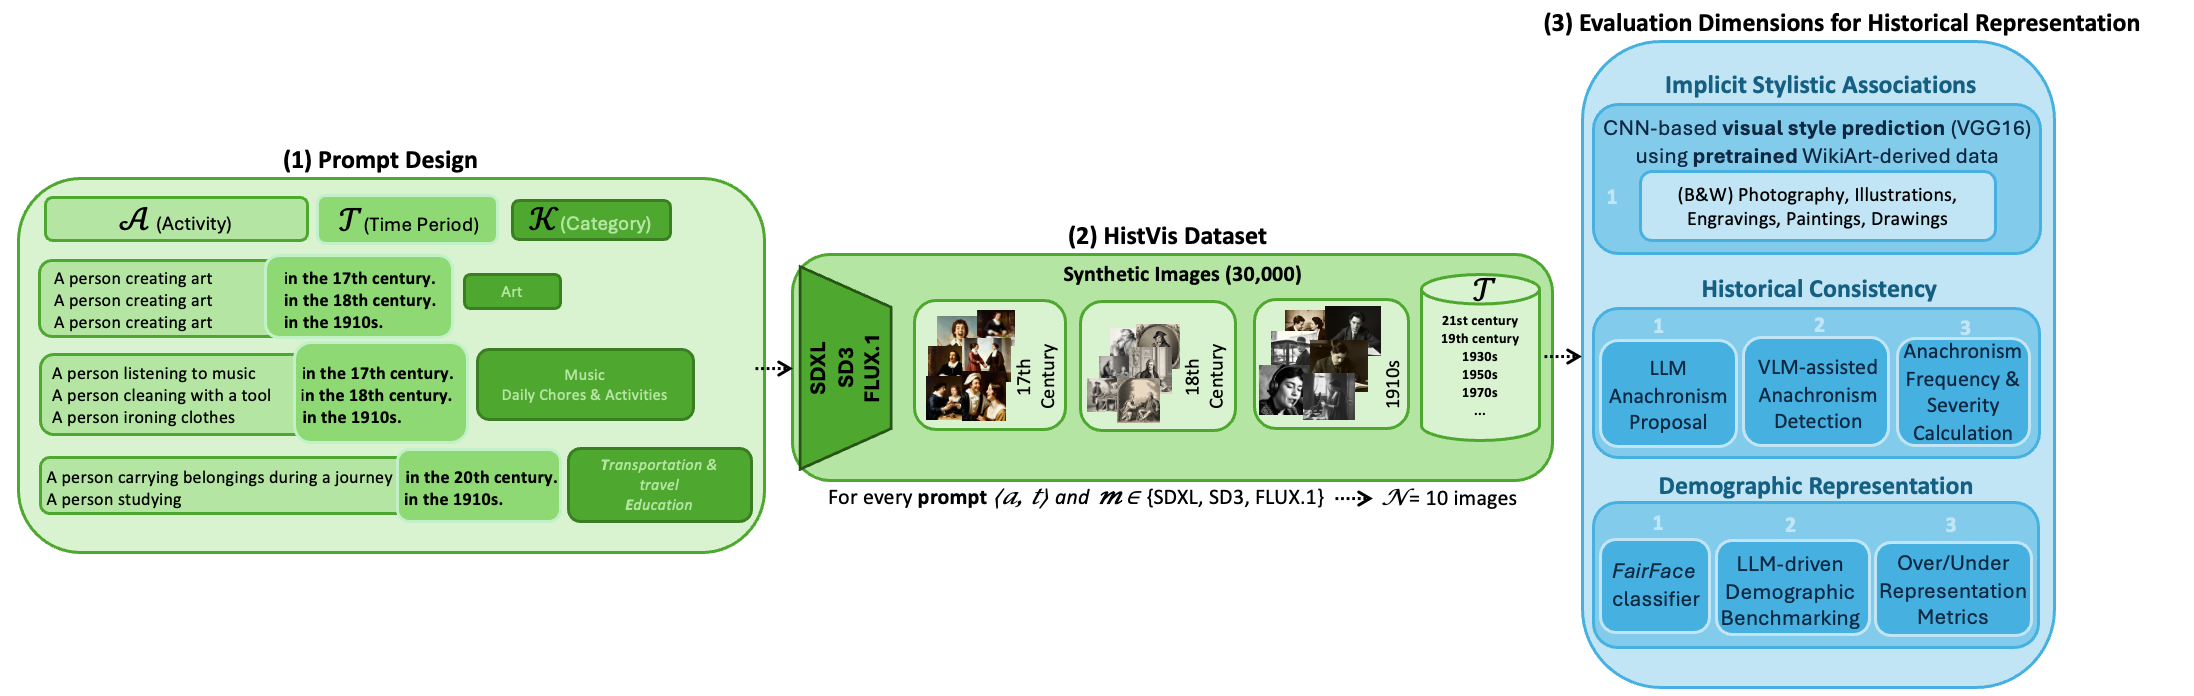 (1) Prompt Design
𝒜 (Activity)
𝒯 (Time Period)
𝒦 (Category)
A person creating art in the 17th century.
A person creating art in the 18th century.
A person creating art in the 1910s.
Art
A person listening to music in the 17th century.
A person cleaning with a tool in the 18th century.
A person ironing clothes in the 1910s.
Music
Daily Chores & Activities
A person carrying belongings during a journey in the 20th century.
A person studying in the 1910s.
Transportation &
travel
Education
(2) HistVis Dataset
Synthetic Images (30,000)
SDXL
SD3
FLUX.1
17th
Century
18th
Century
1910s
𝒯
21st century
19th century
1930s
1950s
1970s
...
For every prompt ⟨a, t⟩ and m ∈ {SDXL, SD3, FLUX.1} ⇢ 𝒩 = 10 images
(3) Evaluation Dimensions for Historical Representation
Implicit Stylistic Associations
CNN-based visual style prediction (VGG16)
using pretrained WikiArt-derived data
1
(B&W) Photography, Illustrations,
Engravings, Paintings, Drawings
Historical Consistency
1
LLM
Anachronism
Proposal
2
VLM-assisted
Anachronism
Detection
3
Anachronism
Frequency &
Severity
Calculation
Demographic Representation
1
FairFace
classifier
2
LLM-driven
Demographic
Benchmarking
3
Over/Under
Representation
Metrics